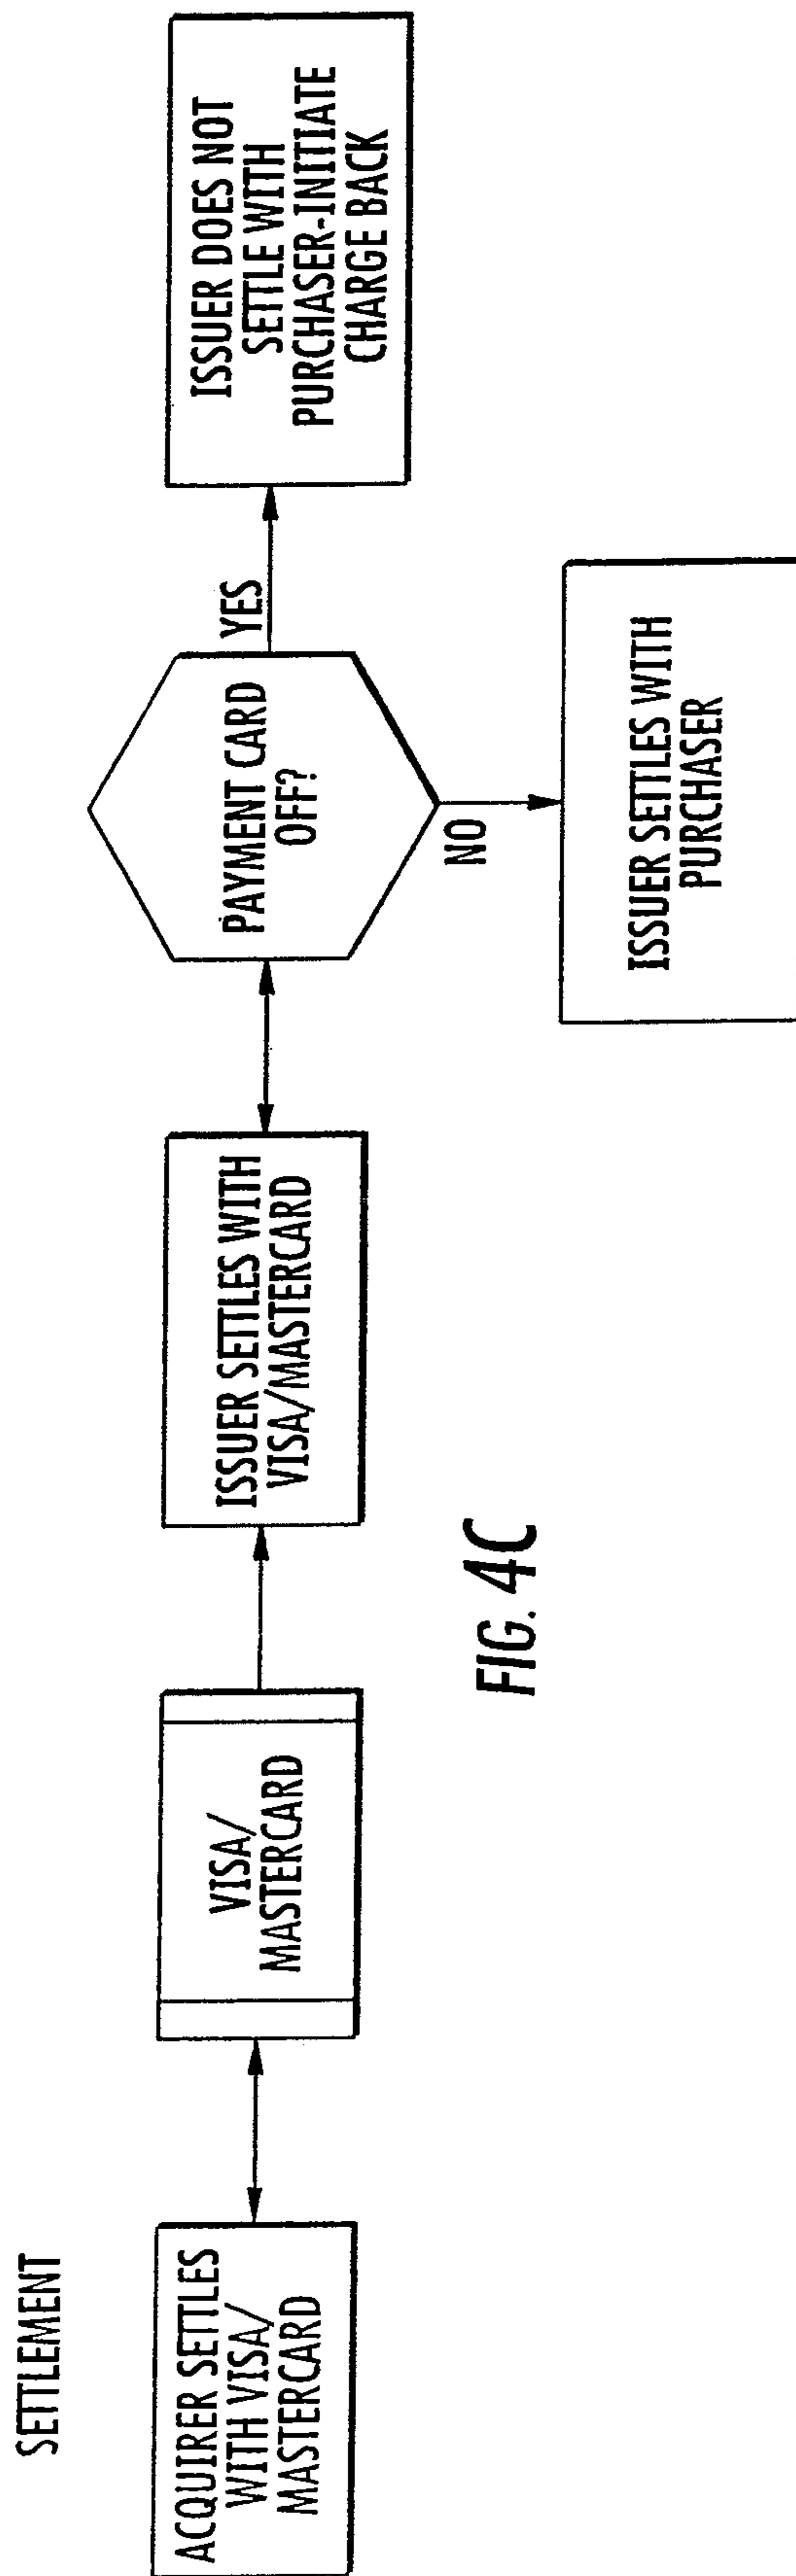 SETTLEMENT
ACQUIRER SETTLES
WITH VISA/
MASTERCARD
VISA/
MASTERCARD
ISSUER SETTLES WITH
VISA/MASTERCARD
PAYMENT CARD
OFF?
YES
ISSUER DOES NOT
SETTLE WITH
PURCHASER-INITIATE
CHARGE BACK
NO
ISSUER SETTLES WITH
PURCHASER
FIG. 4C